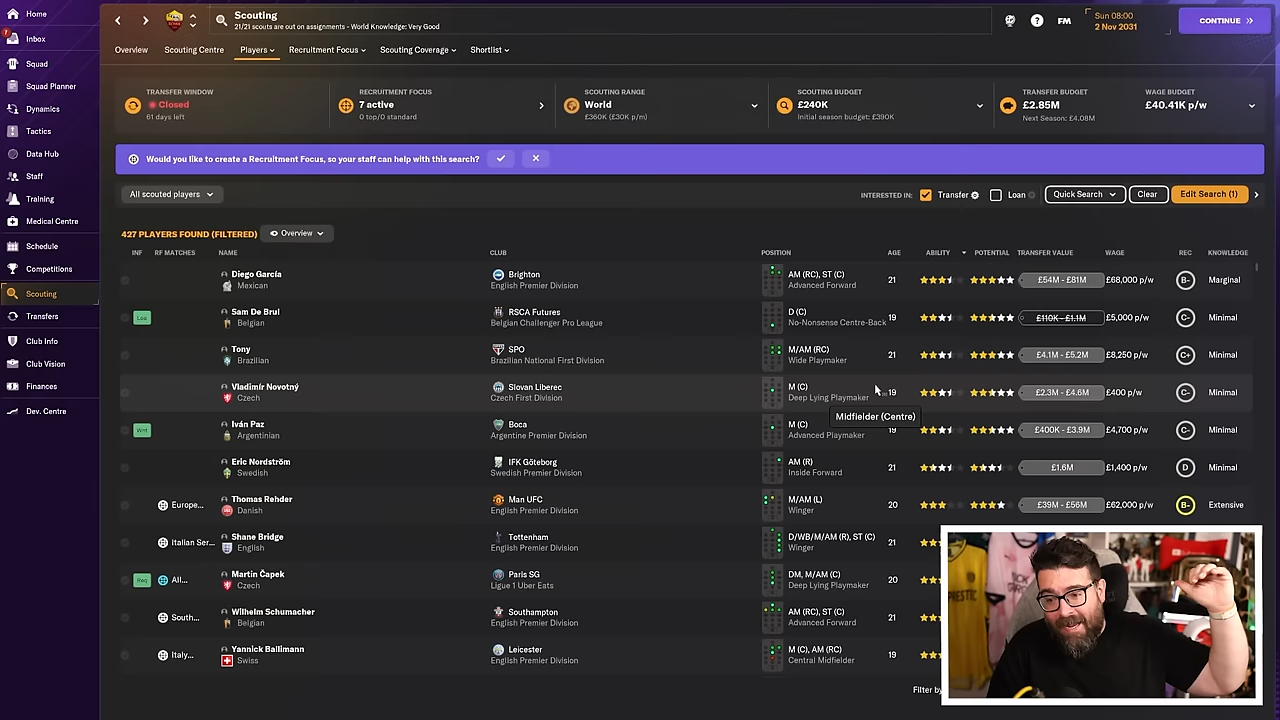 Home
Scouting
21/21 scouts are out on assignments - World Knowledge: Very Good
FM
Sun 08:00
2 Nov 2031
CONTINUE
7
Inbox
Overview
Scouting Centre
Players
Recruitment Focus
Scouting Coverage
Shortlist
Squad
Squad Planner
Dynamics
Tactics
Data Hub
Staff
Training
Medical Centre
Schedule
Competitions
Scouting
Transfers
Club Info
Club Vision
Finances
Dev. Centre
TRANSFER WINDOW
Closed
61 days left
RECRUITMENT FOCUS
7 active
0 top/0 standard
SCOUTING RANGE
World
£360K (£30K p/m)
SCOUTING BUDGET
£240K
Initial season budget: £390K
TRANSFER BUDGET
£2.85M
Next Season: £4.08M
WAGE BUDGET
£40.41K p/w
Would you like to create a Recruitment Focus, so your staff can help with this search?
All scouted players
INTERESTED IN: Transfer Loan
Quick Search
Clear
Edit Search (1)
427 PLAYERS FOUND (FILTERED)
Overview
INF RF MATCHES NAME CLUB POSITION AGE ABILITY POTENTIAL TRANSFER VALUE WAGE REC KNOWLEDGE
Diego García Brighton AM (RC), ST (C) 21 £54M - £81M £68,000 p/w B- Marginal
Mexican English Premier Division Advanced Forward
Loa Sam De Brul RSCA Futures D (C) 19 £110K - £1.1M £5,000 p/w C- Minimal
Belgian Belgian Challenger Pro League No-Nonsense Centre-Back
Tony SPO M/AM (RC) 21 £4.1M - £5.2M £8,250 p/w C+ Minimal
Brazilian Brazilian National First Division Wide Playmaker
Vladimír Novotný Slovan Liberec M (C) 19 £2.3M - £4.6M £400 p/w C- Minimal
Czech Czech First Division Deep Lying Playmaker
Midfielder (Centre)
Wnt Iván Paz Boca M (C) 19 £400K - £3.9M £4,700 p/w C- Minimal
Argentinian Argentine Premier Division Advanced Playmaker
Eric Nordström IFK Göteborg AM (R) 21 £1.6M £1,400 p/w D Minimal
Swedish Swedish Premier Division Inside Forward
Europe... Thomas Rehder Man UFC M/AM (L) 20 £39M - £56M £62,000 p/w B- Extensive
Danish English Premier Division Winger
Italian Ser... Shane Bridge Tottenham D/WB/M/AM (R), ST (C) 21
English English Premier Division Winger
Req All... Martin Čapek Paris SG DM, M/AM (C) 20
Czech Ligue 1 Uber Eats Deep Lying Playmaker
South... Wilhelm Schumacher Southampton AM (RC), ST (C) 21
Belgian English Premier Division Advanced Forward
Italy... Yannick Ballimann Leicester M (C), AM (RC) 19
Swiss English Premier Division Central Midfielder
Filter by